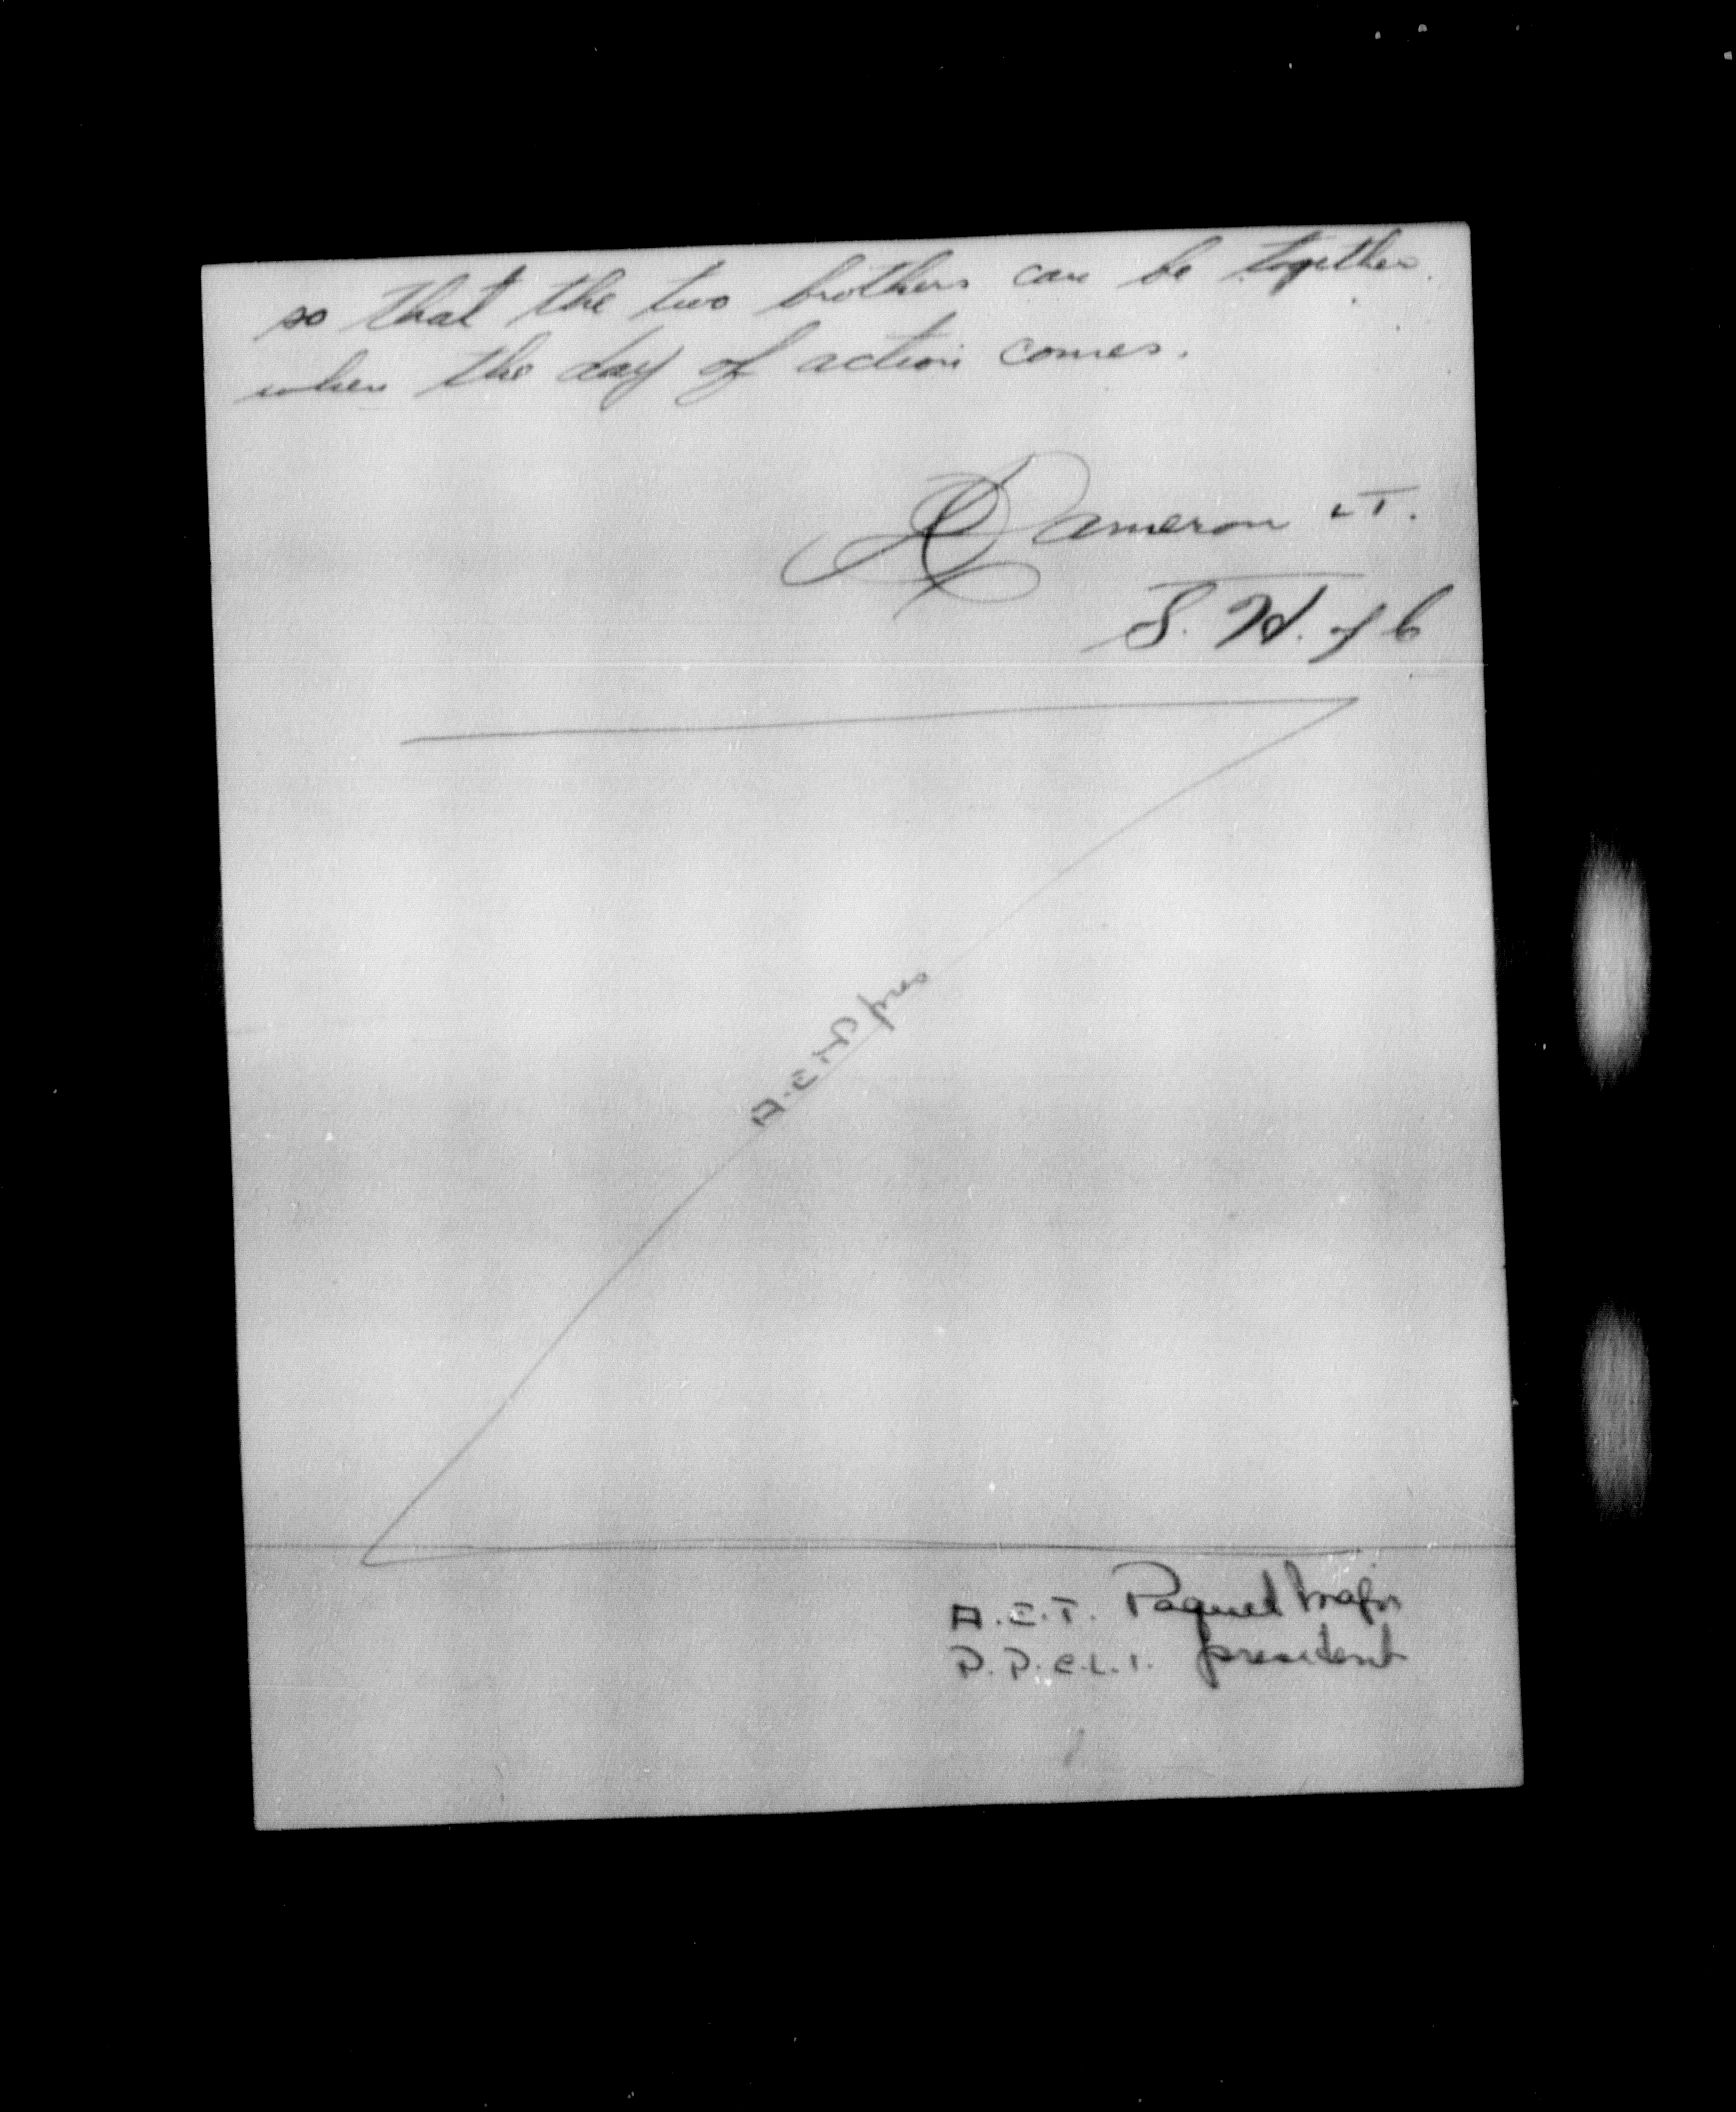 so that the two brothers can be together
when the day of action comes.
Cameron LT.
S. H. of C
A.E.T.P pres
A.E.T. Paquet Major
P.P.C.L.I. president